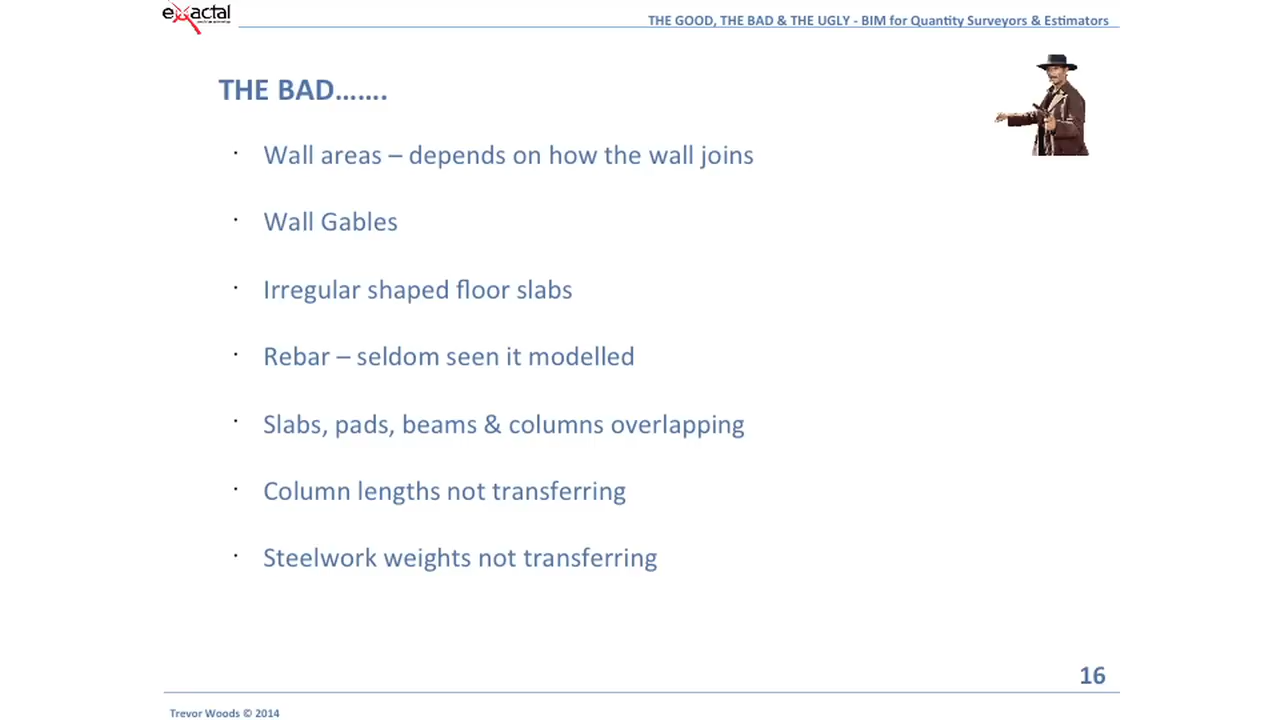 exactal
THE GOOD, THE BAD & THE UGLY - BIM for Quantity Surveyors & Estimators
THE BAD.......
· Wall areas – depends on how the wall joins
· Wall Gables
· Irregular shaped floor slabs
· Rebar – seldom seen it modelled
· Slabs, pads, beams & columns overlapping
· Column lengths not transferring
· Steelwork weights not transferring
16
Trevor Woods © 2014